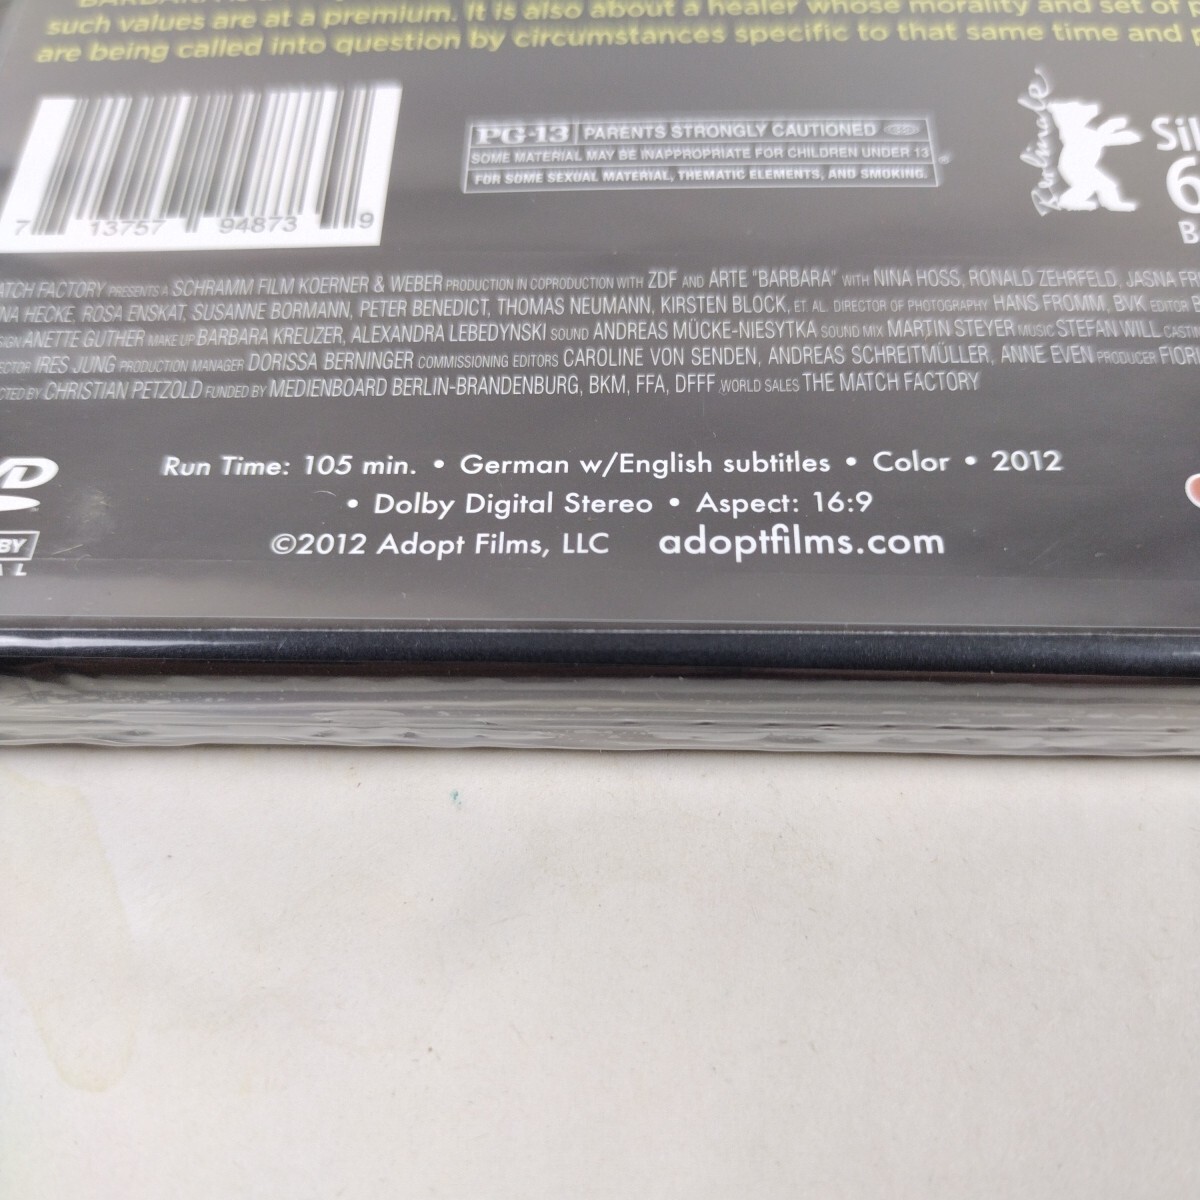 such values are at a premium. It is also about a healer whose morality and set of
are being called into question by circumstances specific to that same time and
7 13757 94873 9
PG-13 PARENTS STRONGLY CAUTIONED
SOME MATERIAL MAY BE INAPPROPRIATE FOR CHILDREN UNDER 13
FOR SOME SEXUAL MATERIAL, THEMATIC ELEMENTS, AND SMOKING.
Berlinale
6
FACTORY PRESENTS A SCHRAMM FILM KOERNER & WEBER PRODUCTION IN COPRODUCTION WITH ZDF AND ARTE "BARBARA" WITH NINA HOSS, RONALD ZEHRFELD, JASNA
HECKE, ROSA ENSKAT, SUSANNE BORMANN, PETER BENEDICT, THOMAS NEUMANN, KIRSTEN BLOCK, ET. AL. DIRECTOR OF PHOTOGRAPHY HANS FROMM, BVK EDITOR
ANETTE GUTHER MAKE UP BARBARA KREUZER, ALEXANDRA LEBEDYNSKI SOUND ANDREAS MÜCKE-NIESYTKA SOUND MIX MARTIN STEYER MUSIC STEFAN WILL
IRES JUNG PRODUCTION MANAGER DORISSA BERNINGER COMMISSIONING EDITORS CAROLINE VON SENDEN, ANDREAS SCHREITMÜLLER, ANNE EVEN PRODUCER
CHRISTIAN PETZOLD FUNDED BY MEDIENBOARD BERLIN-BRANDENBURG, BKM, FFA, DFFF WORLD SALES THE MATCH FACTORY
Run Time: 105 min. • German w/English subtitles • Color • 2012
• Dolby Digital Stereo • Aspect: 16:9
©2012 Adopt Films, LLC adoptfilms.com